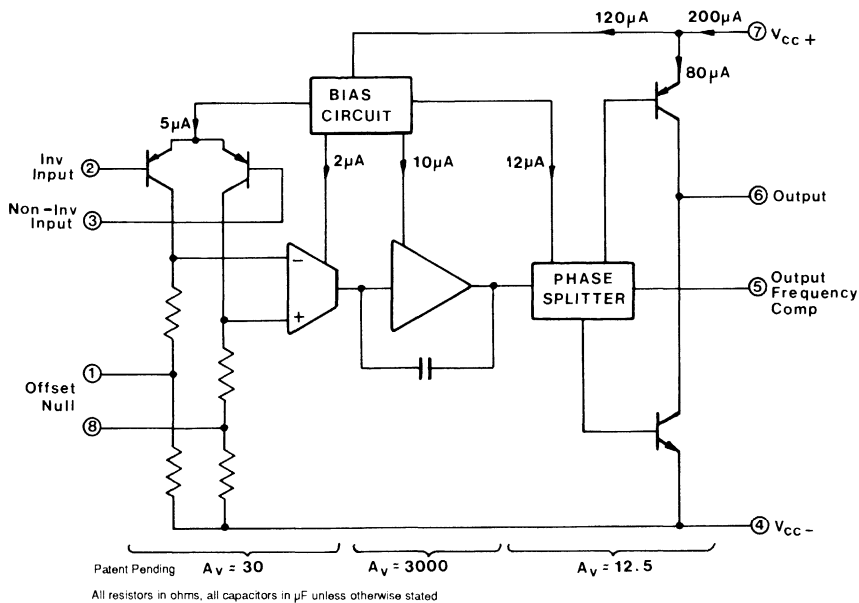 120µA
200µA
7
VCC+
80µA
BIAS
CIRCUIT
5µA
Inv
Input
2
2µA
10µA
12µA
6
Output
Non-Inv
Input
3
−
+
PHASE
SPLITTER
5
Output
Frequency
Comp
1
Offset
Null
8
4
VCC−
Patent Pending
AV = 30
AV = 3000
AV = 12.5
All resistors in ohms, all capacitors in µF unless otherwise stated